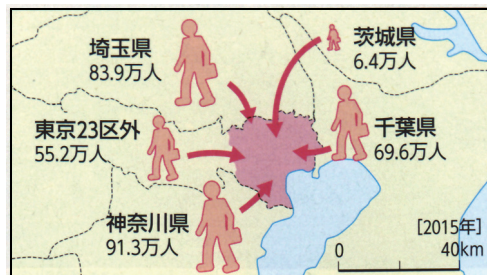 埼玉県
83.9万人
茨城県
6.4万人
東京23区外
55.2万人
千葉県
69.6万人
神奈川県
91.3万人
[2015年]
0 40km